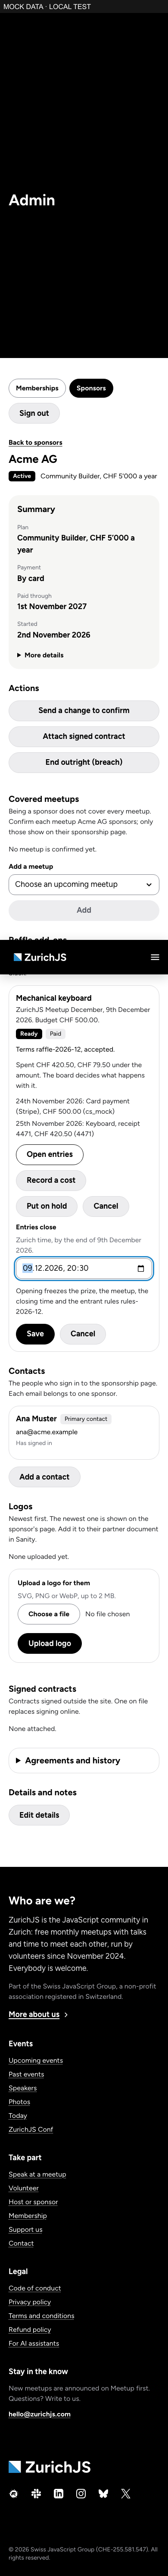 MOCK DATA · LOCAL TEST
Admin
Memberships
Sponsors
Sign out
Back to sponsors
Acme AG
Active
Community Builder, CHF 5'000 a year
Summary
Plan
Community Builder, CHF 5'000 a
year
Payment
By card
Paid through
1st November 2027
Started
2nd November 2026
More details
Actions
Send a change to confirm
Attach signed contract
End outright (breach)
Covered meetups
Being a sponsor does not cover every meetup.
Confirm each meetup Acme AG sponsors; only
those show on their sponsorship page.
No meetup is confirmed yet.
Add a meetup
Choose an upcoming meetup
Add
ZurichJS
Mechanical keyboard
ZurichJS Meetup December, 9th December
2026. Budget CHF 500.00.
Ready
Paid
Terms raffle-2026-12, accepted.
Spent CHF 420.50, CHF 79.50 under the
amount. The board decides what happens
with it.
24th November 2026: Card payment
(Stripe), CHF 500.00 (cs_mock)
25th November 2026: Keyboard, receipt
4471, CHF 420.50 (4471)
Open entries
Record a cost
Put on hold
Cancel
Entries close
Zurich time, by the end of 9th December
2026.
09.12.2026, 20:30
Opening freezes the prize, the meetup, the
closing time and the entrant rules rules-
2026-12.
Save
Cancel
Contacts
The people who sign in to the sponsorship page.
Each email belongs to one sponsor.
Ana Muster
Primary contact
ana@acme.example
Has signed in
Add a contact
Logos
Newest first. The newest one is shown on the
sponsor's page. Add it to their partner document
in Sanity.
None uploaded yet.
Upload a logo for them
SVG, PNG or WebP, up to 2 MB.
Choose a file
No file chosen
Upload logo
Signed contracts
Contracts signed outside the site. One on file
replaces signing online.
None attached.
Agreements and history
Details and notes
Edit details
Who are we?
ZurichJS is the JavaScript community in
Zurich: free monthly meetups with talks
and time to meet each other, run by
volunteers since November 2024.
Everybody is welcome.
Part of the Swiss JavaScript Group, a non-profit
association registered in Switzerland.
More about us
Events
Upcoming events
Past events
Speakers
Photos
Today
ZurichJS Conf
Take part
Speak at a meetup
Volunteer
Host or sponsor
Membership
Support us
Contact
Legal
Code of conduct
Privacy policy
Terms and conditions
Refund policy
For AI assistants
Stay in the know
New meetups are announced on Meetup first.
Questions? Write to us.
hello@zurichjs.com
ZurichJS
© 2026 Swiss JavaScript Group (CHE-255.581.547). All
rights reserved.